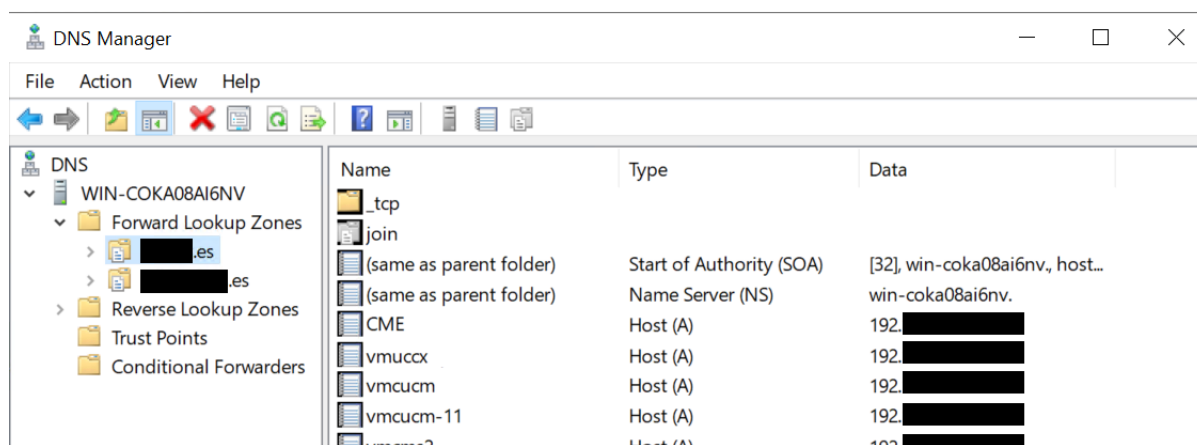 DNS Manager
File Action View Help
DNS
WIN-COKA08AI6NV
Forward Lookup Zones
.es
.es
Reverse Lookup Zones
Trust Points
Conditional Forwarders
Name Type Data
_tcp
join
(same as parent folder) Start of Authority (SOA) [32], win-coka08ai6nv., host...
(same as parent folder) Name Server (NS) win-coka08ai6nv.
CME Host (A) 192.
vmuccx Host (A) 192.
vmcucm Host (A) 192.
vmcucm-11 Host (A) 192.
Host (A) 192